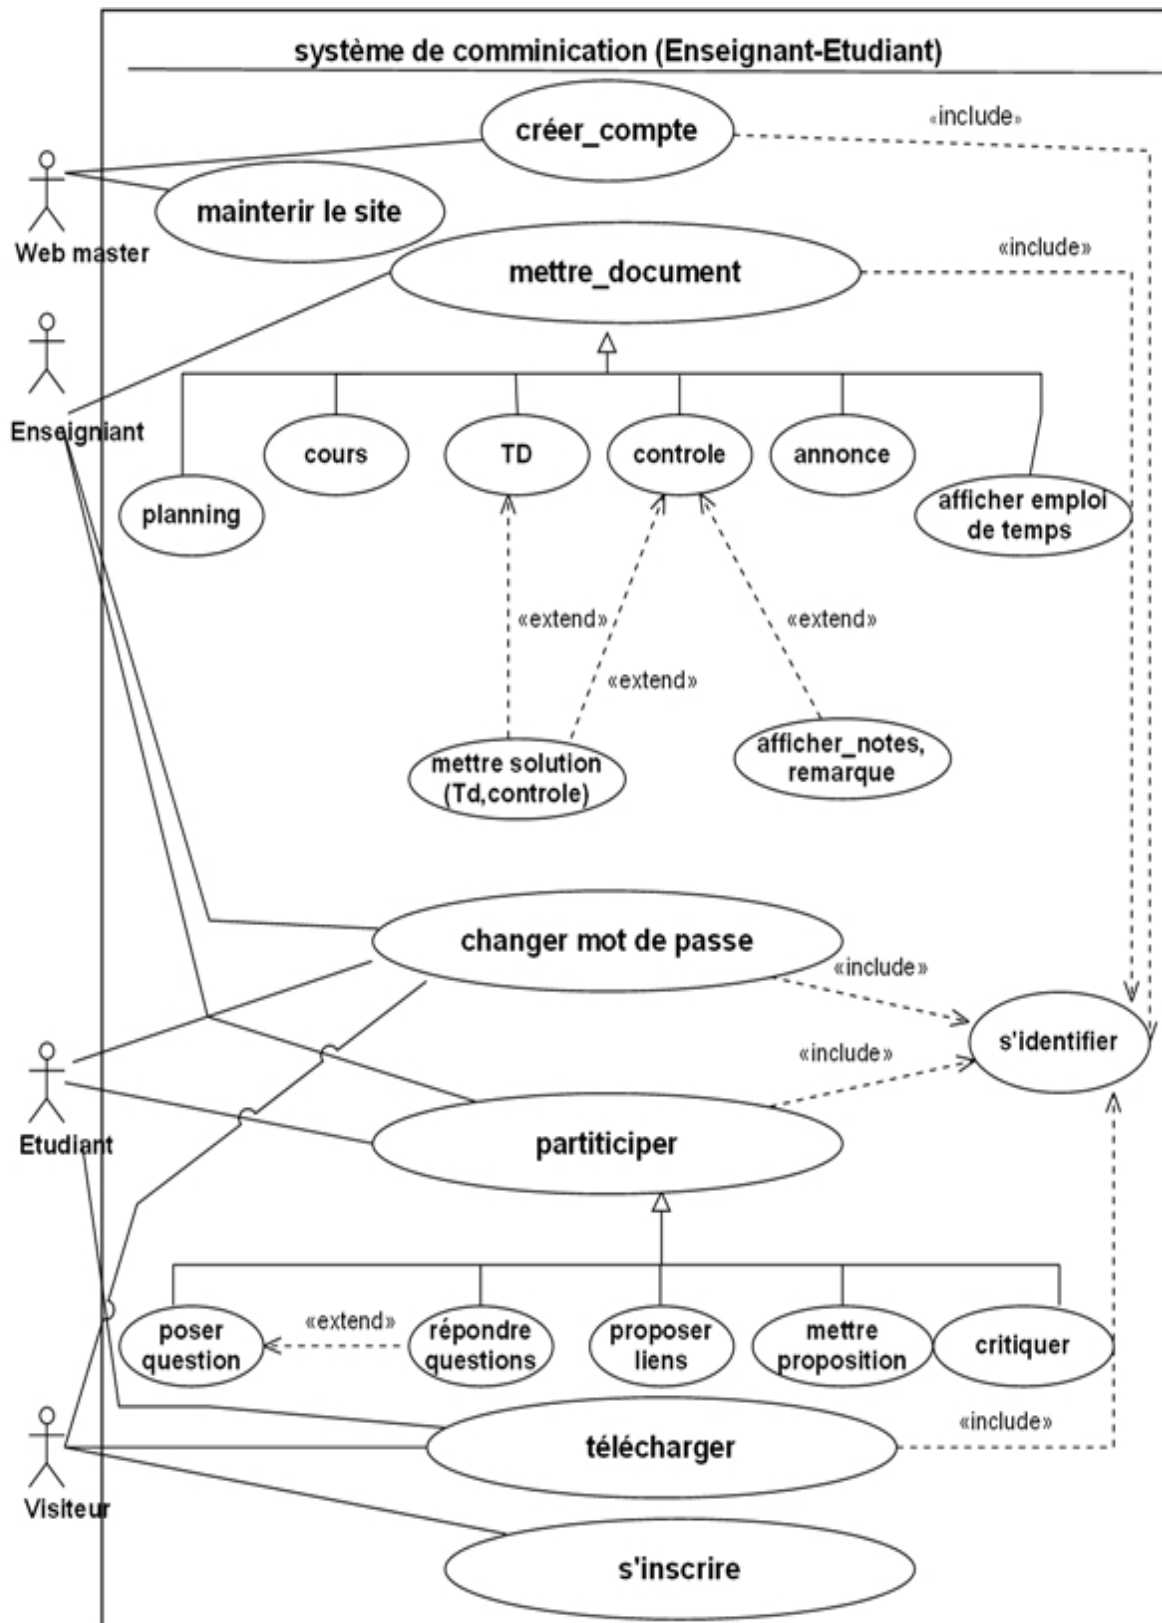 système de comminication (Enseignant-Etudiant)
créer_compte
«include»
mainterir le site
Web master
mettre_document
«include»
Enseigniant
cours
TD
controle
annonce
planning
afficher emploi
de temps
«extend»
«extend»
«extend»
mettre solution
(Td,controle)
afficher_notes,
remarque
changer mot de passe
«include»
s'identifier
«include»
Etudiant
partiticiper
poser
question
«extend»
répondre
questions
proposer
liens
mettre
proposition
critiquer
télécharger
«include»
Visiteur
s'inscrire